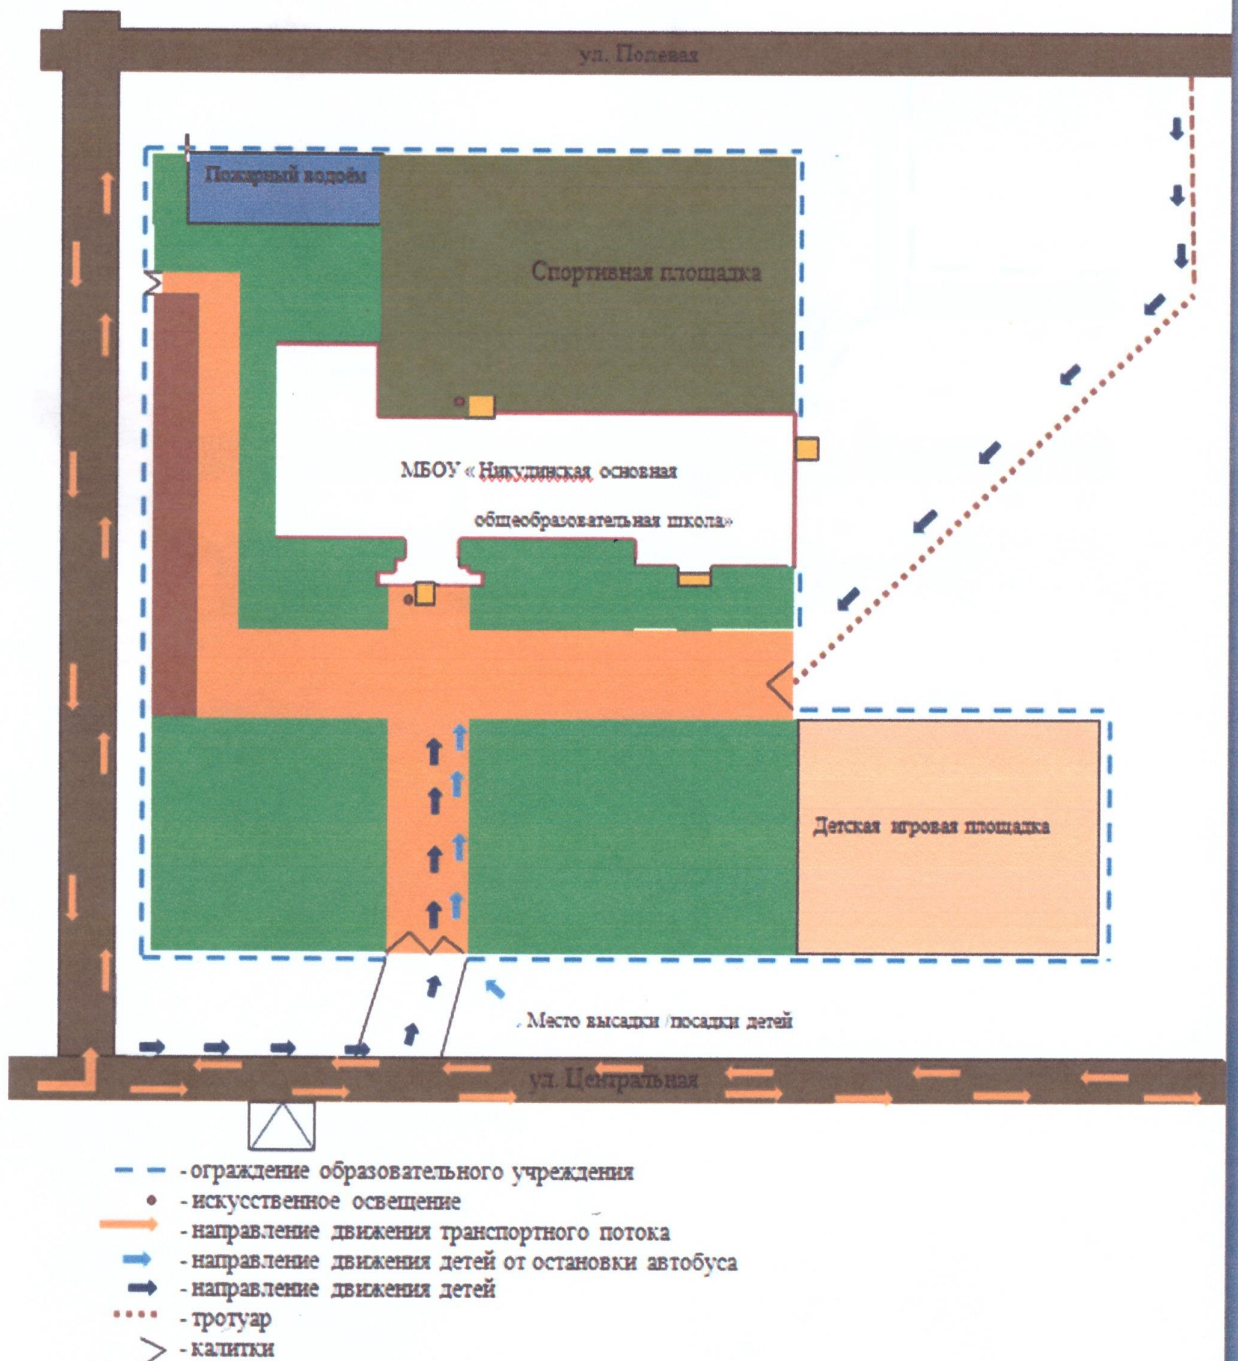 ул. Полевая
Пожарный водоём
Спортивная площадка
МБОУ « Никулинская основная
общеобразовательная школа»
Детская игровая площадка
Место высадки /посадки детей
ул. Центральная
- ограждение образовательного учреждения
- искусственное освещение
- направление движения транспортного потока
- направление движения детей от остановки автобуса
- направление движения детей
- тротуар
- калитки